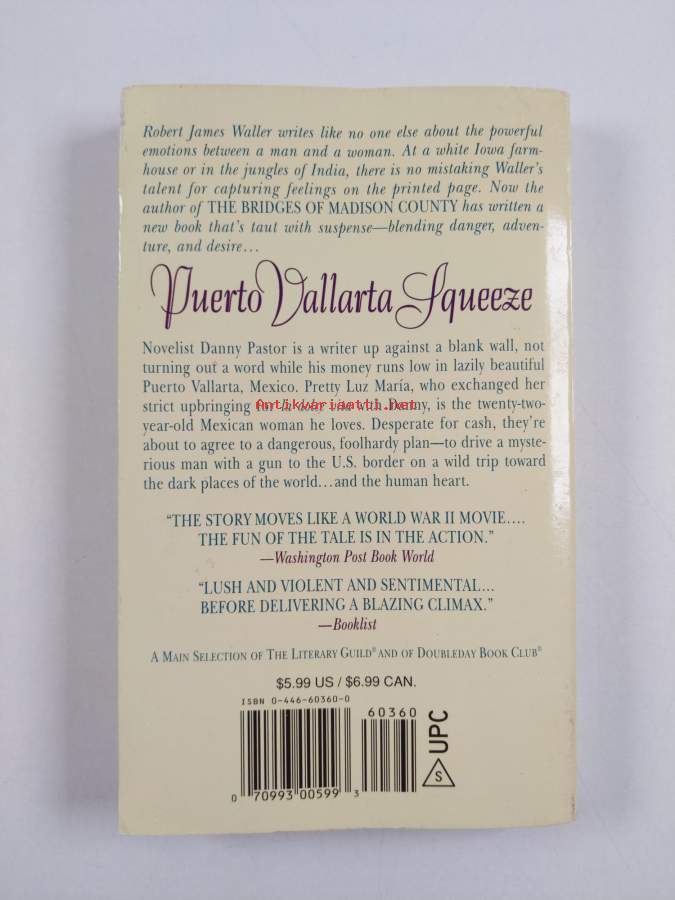 Robert James Waller writes like no one else about the powerful
emotions between a man and a woman. At a white Iowa farm-
house or in the jungles of India, there is no mistaking Waller's
talent for capturing feelings on the printed page. Now the
author of THE BRIDGES OF MADISON COUNTY has written a
new book that's taut with suspense—blending danger, adven-
ture, and desire...
Puerto Vallarta Squeeze
Novelist Danny Pastor is a writer up against a blank wall, not
turning out a word while his money runs low in lazily beautiful
Puerto Vallarta, Mexico. Pretty Luz María, who exchanged her
strict upbringing for with Danny, is the twenty-two-
Antikvariaatti.net
year-old Mexican woman he loves. Desperate for cash, they're
about to agree to a dangerous, foolhardy plan—to drive a myste-
rious man with a gun to the U.S. border on a wild trip toward
the dark places of the world...and the human heart.
"THE STORY MOVES LIKE A WORLD WAR II MOVIE....
THE FUN OF THE TALE IS IN THE ACTION."
—Washington Post Book World
"LUSH AND VIOLENT AND SENTIMENTAL...
BEFORE DELIVERING A BLAZING CLIMAX."
—Booklist
A MAIN SELECTION OF THE LITERARY GUILD® AND OF DOUBLEDAY BOOK CLUB®
$5.99 US / $6.99 CAN.
ISBN 0-446-60360-0
60360
0 70993 00599 3
S UPC